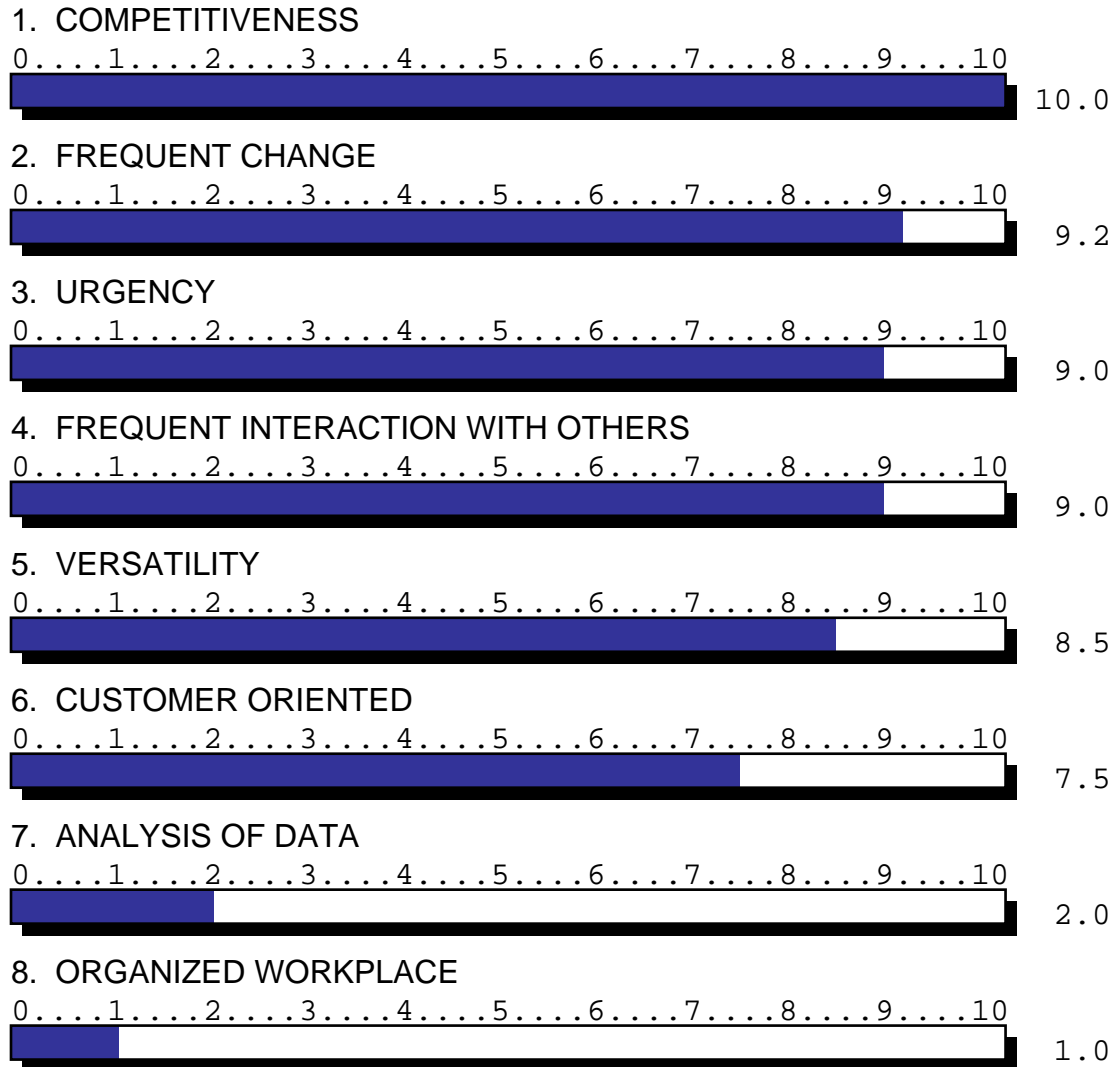 1. COMPETITIVENESS
0....1....2....3....4....5....6....7....8....9....10
10.0
2. FREQUENT CHANGE
0....1....2....3....4....5....6....7....8....9....10
9.2
3. URGENCY
0....1....2....3....4....5....6....7....8....9....10
9.0
4. FREQUENT INTERACTION WITH OTHERS
0....1....2....3....4....5....6....7....8....9....10
9.0
5. VERSATILITY
0....1....2....3....4....5....6....7....8....9....10
8.5
6. CUSTOMER ORIENTED
0....1....2....3....4....5....6....7....8....9....10
7.5
7. ANALYSIS OF DATA
0....1....2....3....4....5....6....7....8....9....10
2.0
8. ORGANIZED WORKPLACE
0....1....2....3....4....5....6....7....8....9....10
1.0